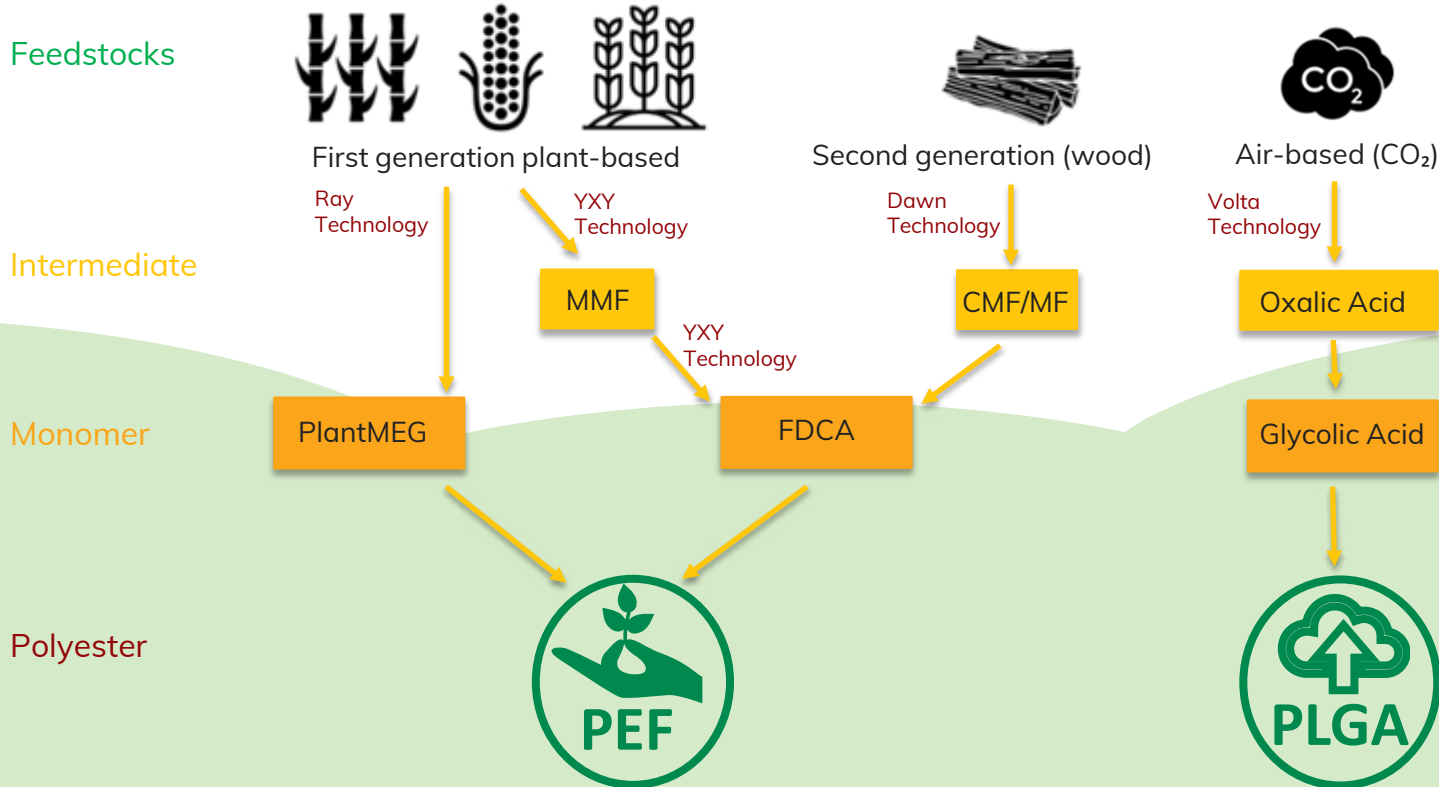 Feedstocks
CO₂
First generation plant-based
Second generation (wood)
Air-based (CO₂)
Ray
Technology
YXY
Technology
Dawn
Technology
Volta
Technology
Intermediate
MMF
CMF/MF
Oxalic Acid
YXY
Technology
Monomer
PlantMEG
FDCA
Glycolic Acid
Polyester
PEF
PLGA